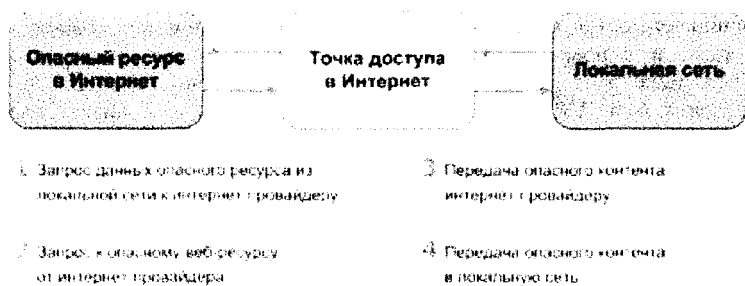 Опасный ресурс
в Интернет
Точка доступа
в Интернет
Локальная сеть
1 Запрос данных опасного ресурса из
локальной сети к интернет провайдеру
2 Запрос к опасному веб-ресурсу
от интернет провайдера
3 Передача опасного контента
интернет провайдеру
4 Передача опасного контента
в локальную сеть